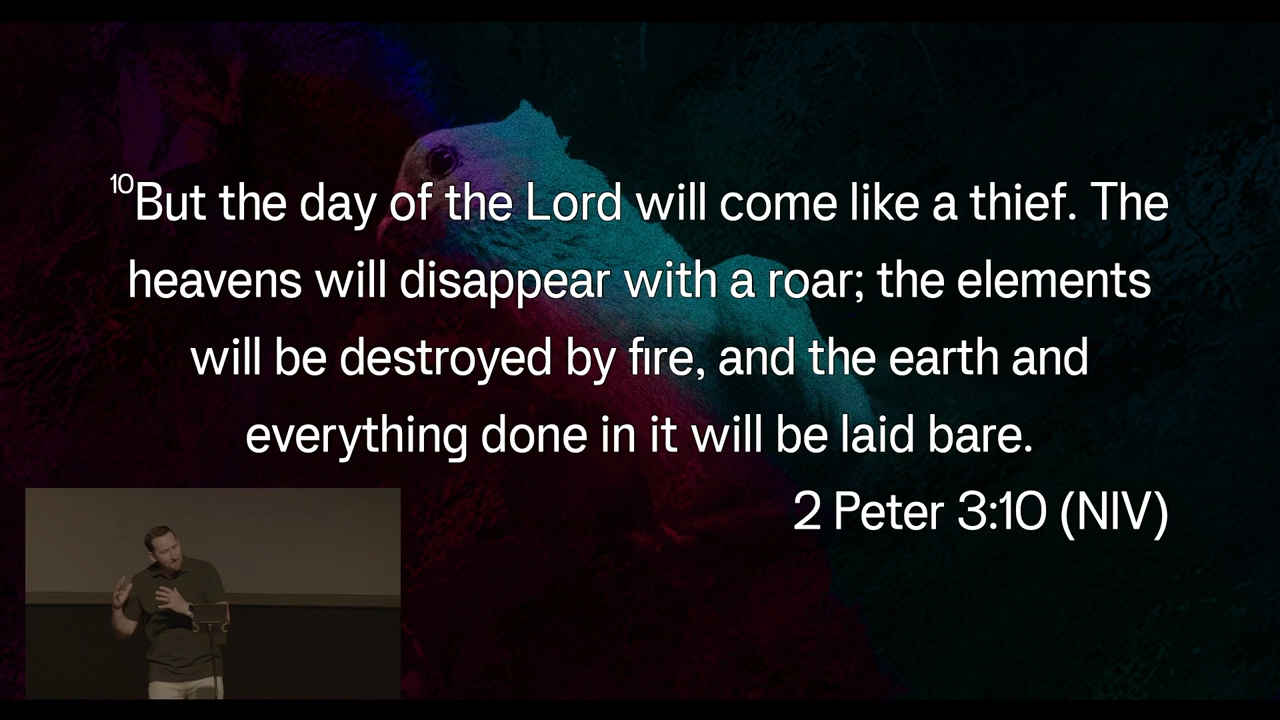 10But the day of the Lord will come like a thief. The
heavens will disappear with a roar; the elements
will be destroyed by fire, and the earth and
everything done in it will be laid bare.
2 Peter 3:10 (NIV)